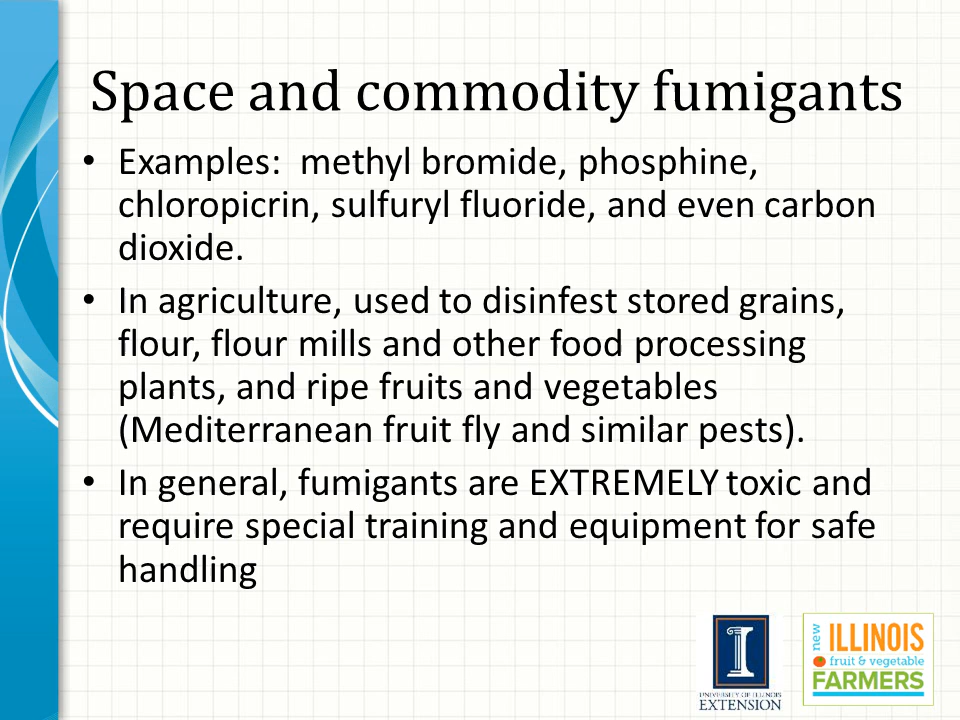 Space and commodity fumigants
• Examples:  methyl bromide, phosphine,
chloropicrin, sulfuryl fluoride, and even carbon
dioxide.
• In agriculture, used to disinfest stored grains,
flour, flour mills and other food processing
plants, and ripe fruits and vegetables
(Mediterranean fruit fly and similar pests).
• In general, fumigants are EXTREMELY toxic and
require special training and equipment for safe
handling
I
UNIVERSITY OF ILLINOIS
EXTENSION
new
ILLINOIS
fruit & vegetable
FARMERS